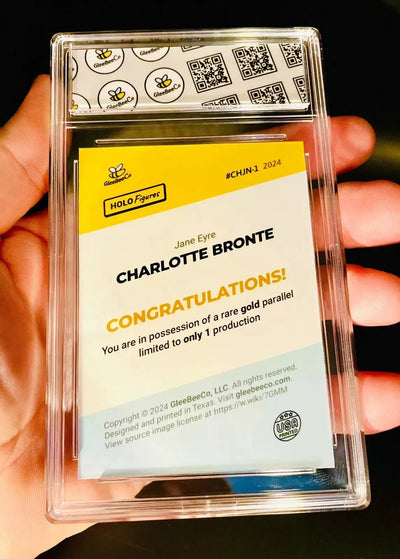 GleeBeeCo
GleeBeeCo
GleeBeeCo
GleeBeeCo
#CHJN-1 2024
HOLO Figures
Jane Eyre
CHARLOTTE BRONTE
CONGRATULATIONS!
You are in possession of a rare gold parallel
limited to only 1 production
Copyright © 2024 GleeBeeCo, LLC. All rights reserved.
Designed and printed in Texas. Visit gleebeeco.com.
View source image license at https://w.wiki/7GMM
USA
PRINTED